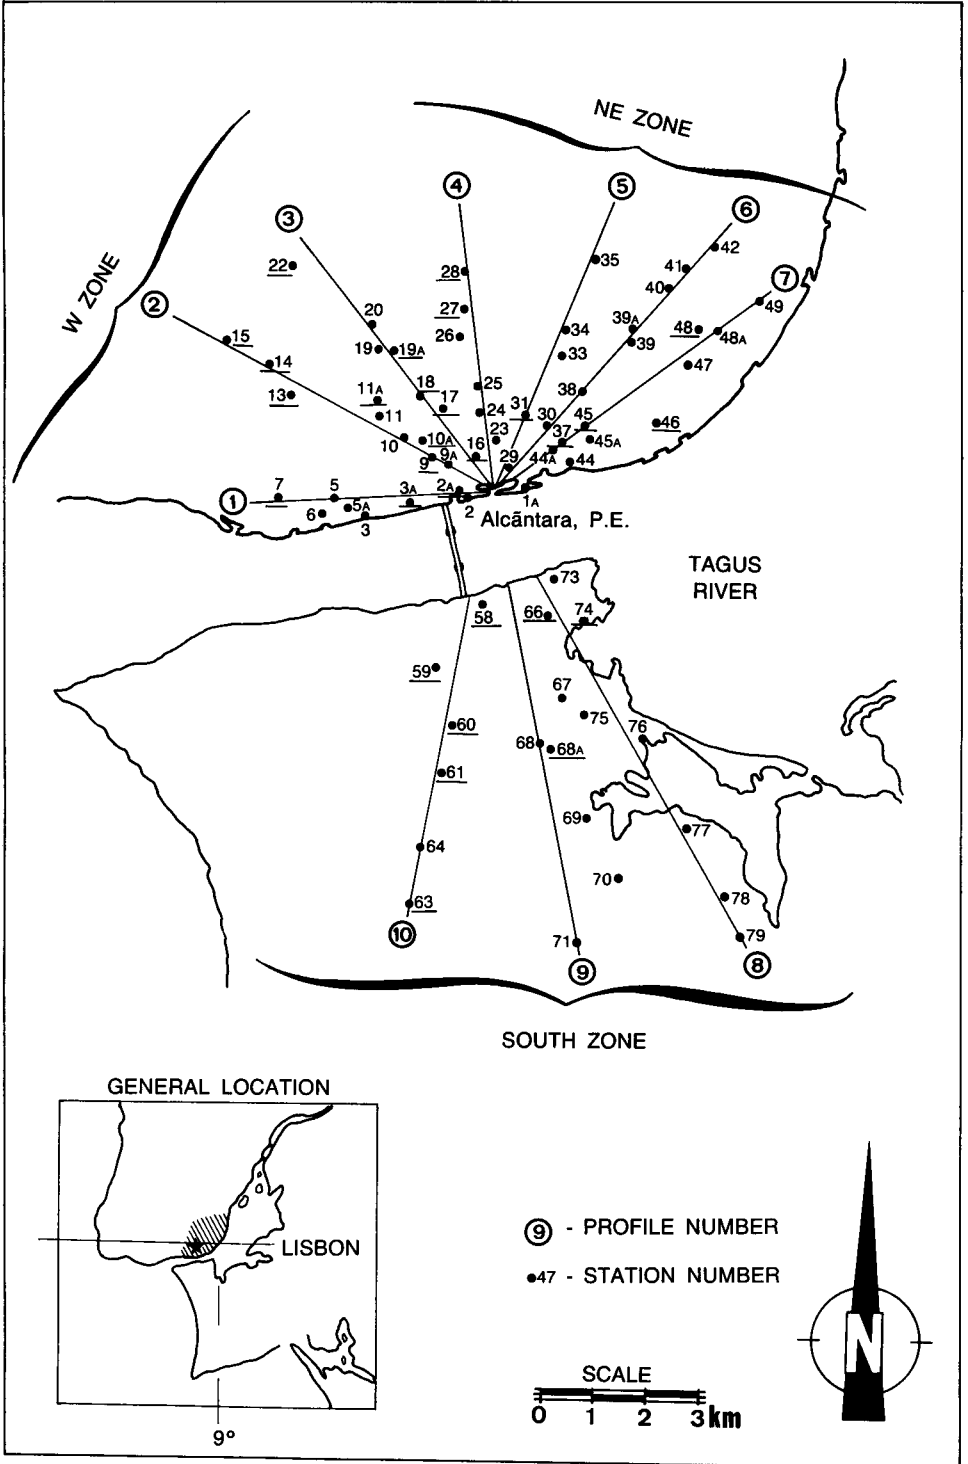 NE ZONE
4
5
3
6
22
28
35
41
42
W ZONE
40
7
2
27
49
20
26
34
39A
48
48A
15
19
19A
39
33
14
47
13
11A
18
25
38
11
17
24
31
30
45
46
10
10A
23
37
45A
9
9A
16
29
44A
44
1
7
5
3A
2A
1A
6
5A
3
2
Alcãntara, P.E.
TAGUS
RIVER
73
58
66
74
59
67
75
60
76
68
68A
61
69
77
64
70
78
63
10
71
79
9
8
SOUTH ZONE
GENERAL LOCATION
LISBON
9°
9 - PROFILE NUMBER
47 - STATION NUMBER
SCALE
0 1 2 3 km
N